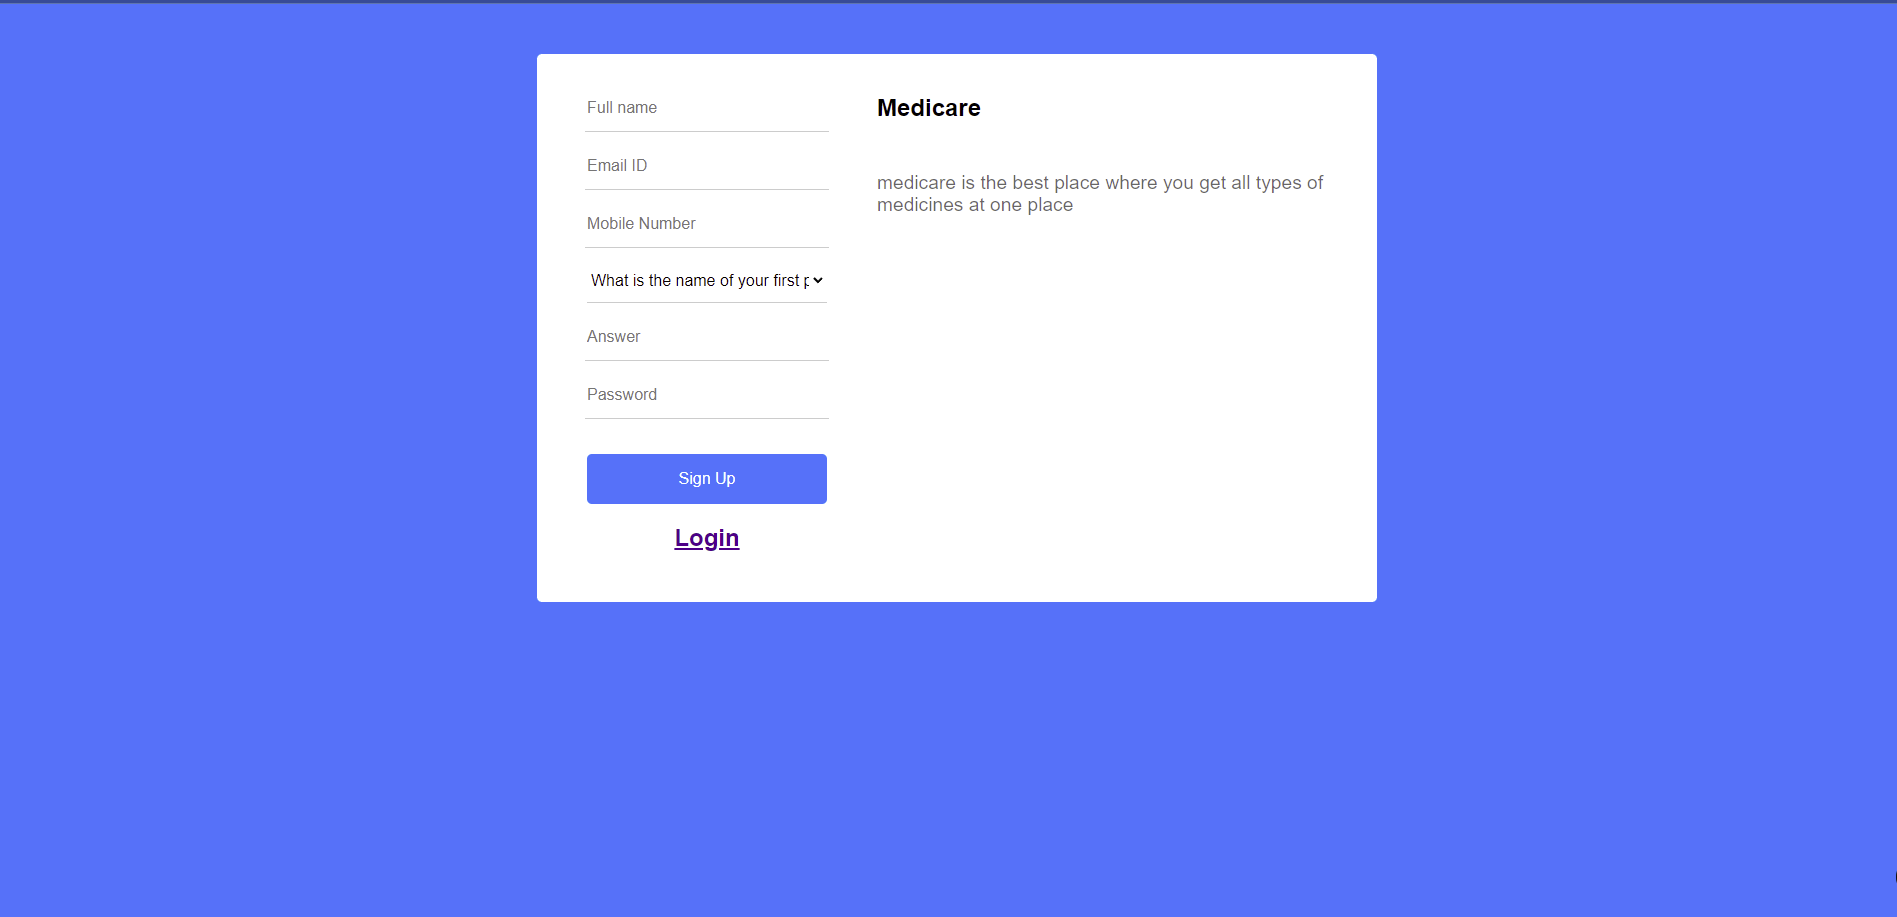 Full name
Email ID
Mobile Number
What is the name of your first
Answer
Password
Sign Up
Login
Medicare
medicare is the best place where you get all types of
medicines at one place